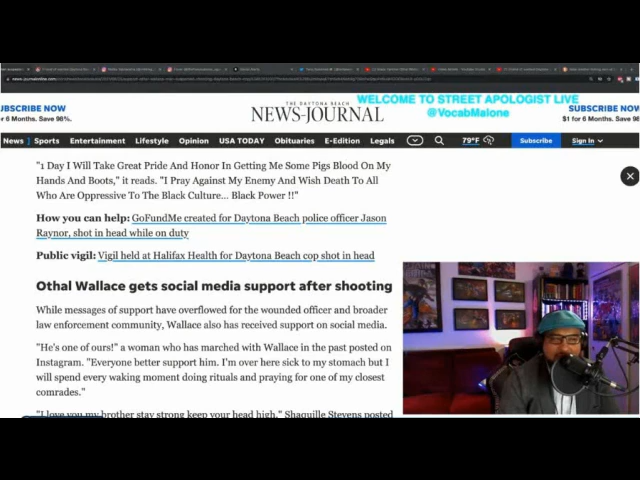 WELCOME TO STREET APOLOGIST LIVE
@VocabMalone
UBSCRIBE NOW
r 6 Months. Save 96%.
THE DAYTONA BEACH
NEWS-JOURNAL
SUBSCRIBE NOW
$1 for 6 Months. Save 96%.
News Sports Entertainment Lifestyle Opinion USA TODAY Obituaries E-Edition Legals 79°F Subscribe Sign In
"1 Day I Will Take Great Pride And Honor In Getting Me Some Pigs Blood On My
Hands And Boots," it reads. "I Pray Against My Enemy And Wish Death To All
Who Are Oppressive To The Black Culture... Black Power !!"
How you can help: GoFundMe created for Daytona Beach police officer Jason
Raynor, shot in head while on duty
Public vigil: Vigil held at Halifax Health for Daytona Beach cop shot in head
Othal Wallace gets social media support after shooting
While messages of support have overflowed for the wounded officer and broader
law enforcement community, Wallace also has received support on social media.
"He's one of ours!" a woman who has marched with Wallace in the past posted on
Instagram. "Everyone better support him. I'm over here sick to my stomach but I
will spend every waking moment doing rituals and praying for one of my closest
comrades."
"I love you my brother stay strong keep your head high," Shaquille Stevens posted